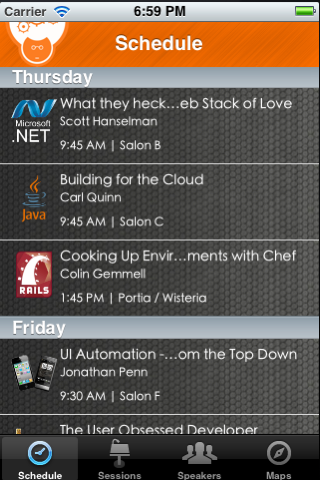 Carrier 6:59 PM
Schedule
Thursday
What they heck...eb Stack of Love
Microsoft
.NET
Scott Hanselman
9:45 AM | Salon B
Building for the Cloud
Java
Carl Quinn
9:45 AM | Salon C
Cooking Up Envir...ments with Chef
RAILS
Colin Gemmell
1:45 PM | Portia / Wisteria
Friday
UI Automation -...om the Top Down
Jonathan Penn
9:30 AM | Salon F
The User Obsessed Developer
Schedule Sessions Speakers Maps